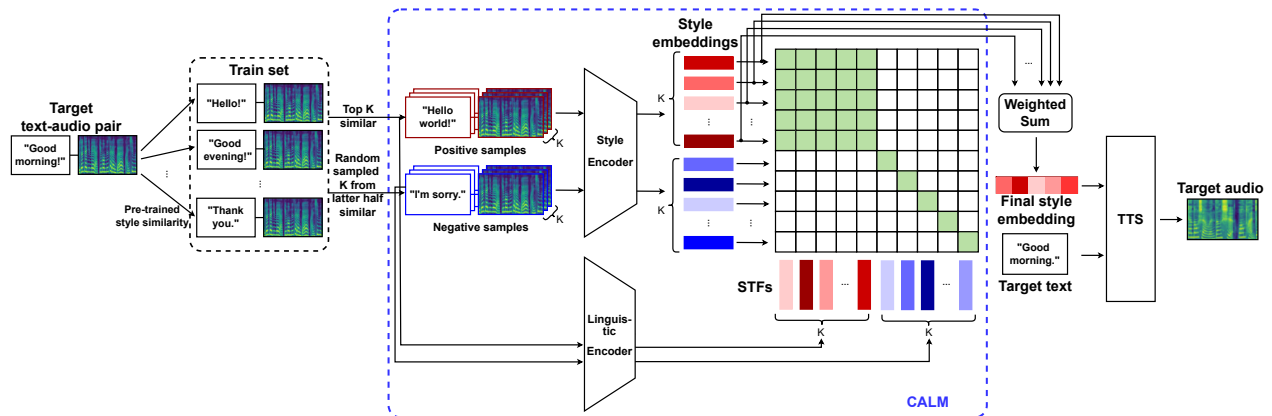 Target
text-audio pair
"Good
morning!"
...
Pre-trained
style similarity
Train set
"Hello!"
"Good
evening!"
...
"Thank
you."
Top K
similar
Random
sampled
K from
latter half
similar
"Hello
world!"
K
Positive samples
"I'm sorry."
K
Negative samples
Style
Encoder
Linguis-
tic
Encoder
Style
embeddings
K
...
K
...
...
STFs
...
...
K
K
CALM
...
Weighted
Sum
Final style
embedding
"Good
morning."
Target text
TTS
Target audio